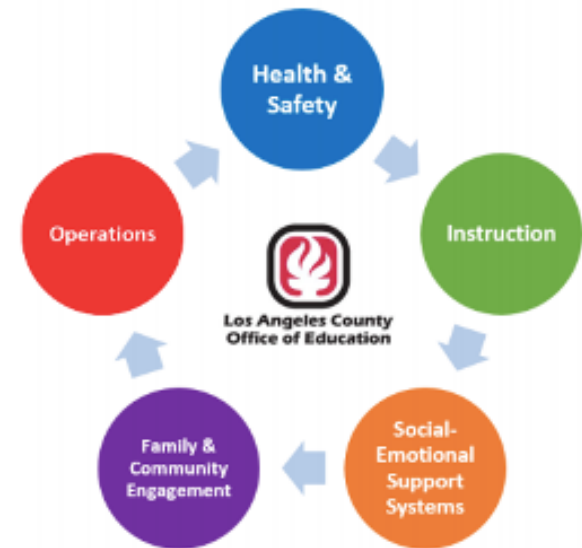 Health &
Safety
Operations
Instruction
Los Angeles County
Office of Education
Family &
Community
Engagement
Social-
Emotional
Support
Systems